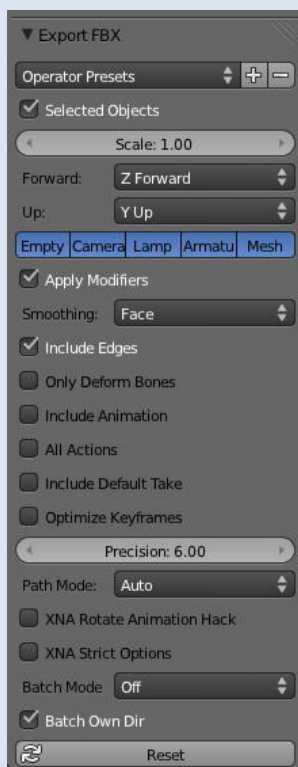 Export FBX
Operator Presets
Selected Objects
Scale: 1.00
Forward: Z Forward
Up: Y Up
Empty Camera Lamp Armatu Mesh
Apply Modifiers
Smoothing: Face
Include Edges
Only Deform Bones
Include Animation
All Actions
Include Default Take
Optimize Keyframes
Precision: 6.00
Path Mode: Auto
XNA Rotate Animation Hack
XNA Strict Options
Batch Mode Off
Batch Own Dir
Reset